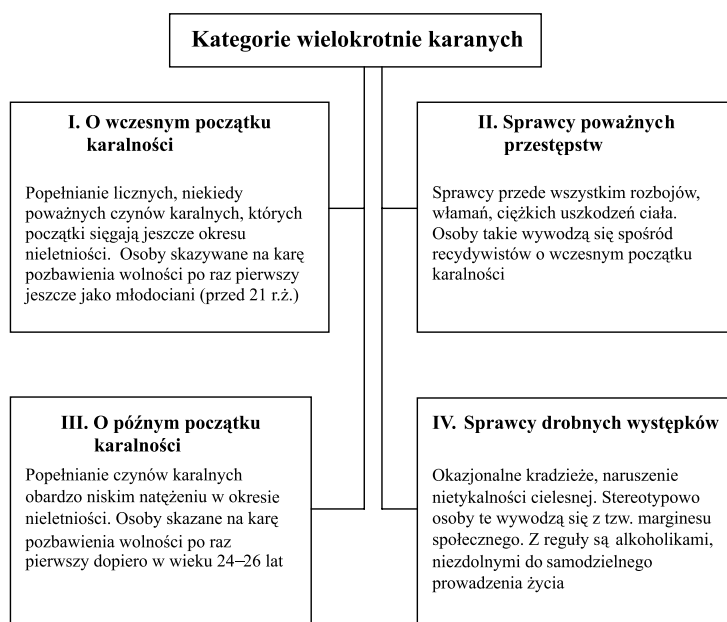 Kategorie wielokrotnie karanych
I. O wczesnym początku
karalności
Popełnianie licznych, niekiedy
poważnych czynów karalnych, których
początki sięgają jeszcze okresu
nieletniości. Osoby skazywane na karę
pozbawienia wolności po raz pierwszy
jeszcze jako młodociani (przed 21 r.ż.)
II. Sprawcy poważnych
przestępstw
Sprawcy przede wszystkim rozbojów,
włamań, ciężkich uszkodzeń ciała.
Osoby takie wywodzą się spośród
recydywistów o wczesnym początku
karalności
III. O późnym początku
karalności
Popełnianie czynów karalnych
obardzo niskim natężeniu w okresie
nieletniości. Osoby skazane na karę
pozbawienia wolności po raz
pierwszy dopiero w wieku 24–26 lat
IV. Sprawcy drobnych występków
Okazjonalne kradzieże, naruszenie
nietykalności cielesnej. Stereotypowo
osoby te wywodzą się z tzw. marginesu
społecznego. Z reguły są alkoholikami,
niezdolnymi do samodzielnego
prowadzenia życia